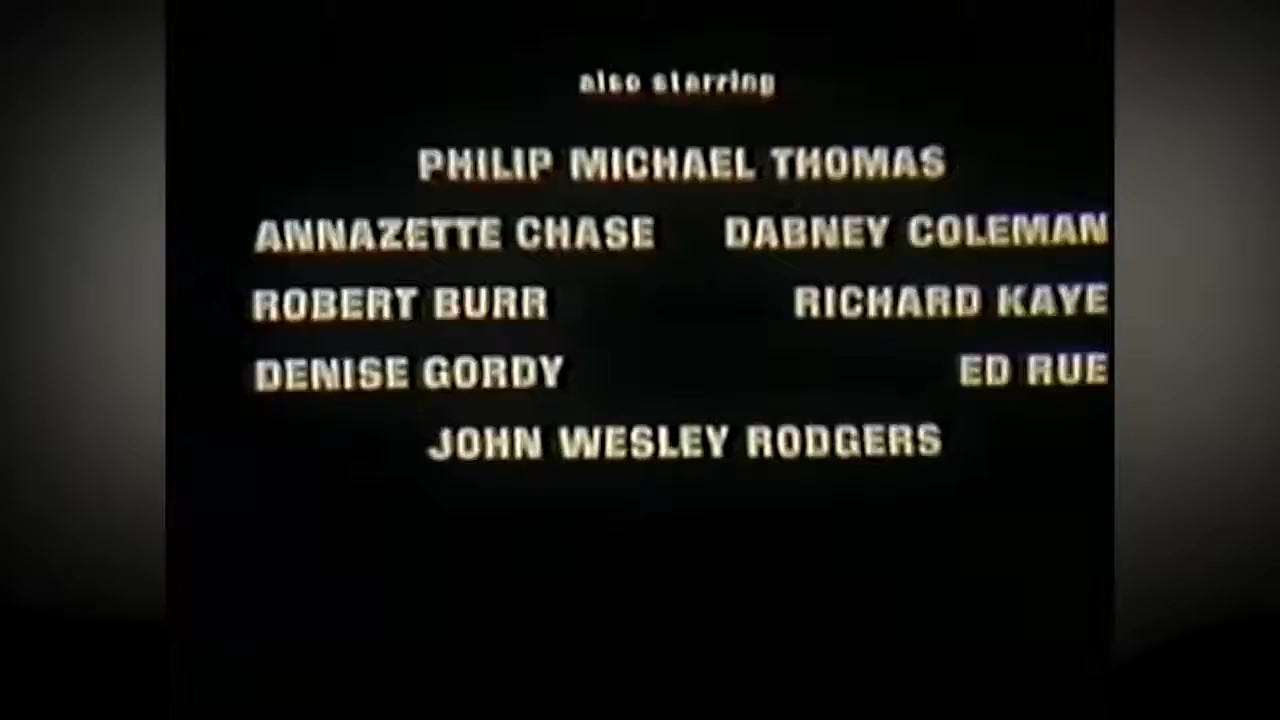 also starring
PHILIP MICHAEL THOMAS
ANNAZETTE CHASE DABNEY COLEMAN
ROBERT BURR RICHARD KAYE
DENISE GORDY ED RUE
JOHN WESLEY RODGERS